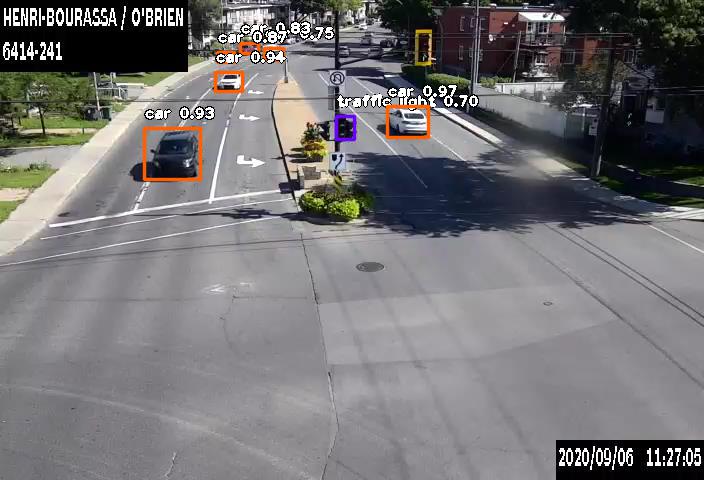 HENRI-BOURASSA / O'BRIEN
6414-241
car 0.83
car 0.87
0.75
car 0.94
car 0.97
traffic light 0.70
car 0.93
2020/09/06 11:27:05